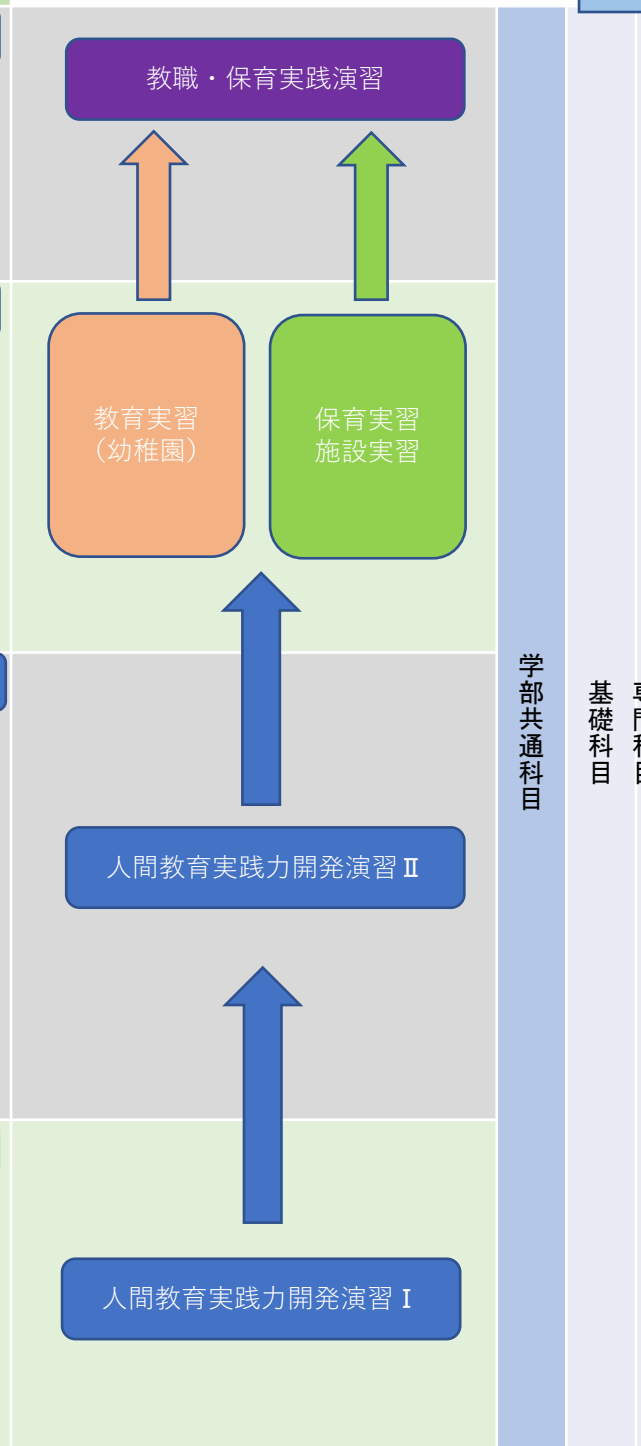 教職・保育実践演習
教育実習
（幼稚園）
保育実習
施設実習
人間教育実践力開発演習Ⅱ
人間教育実践力開発演習Ⅰ
学部共通科目
基礎科目